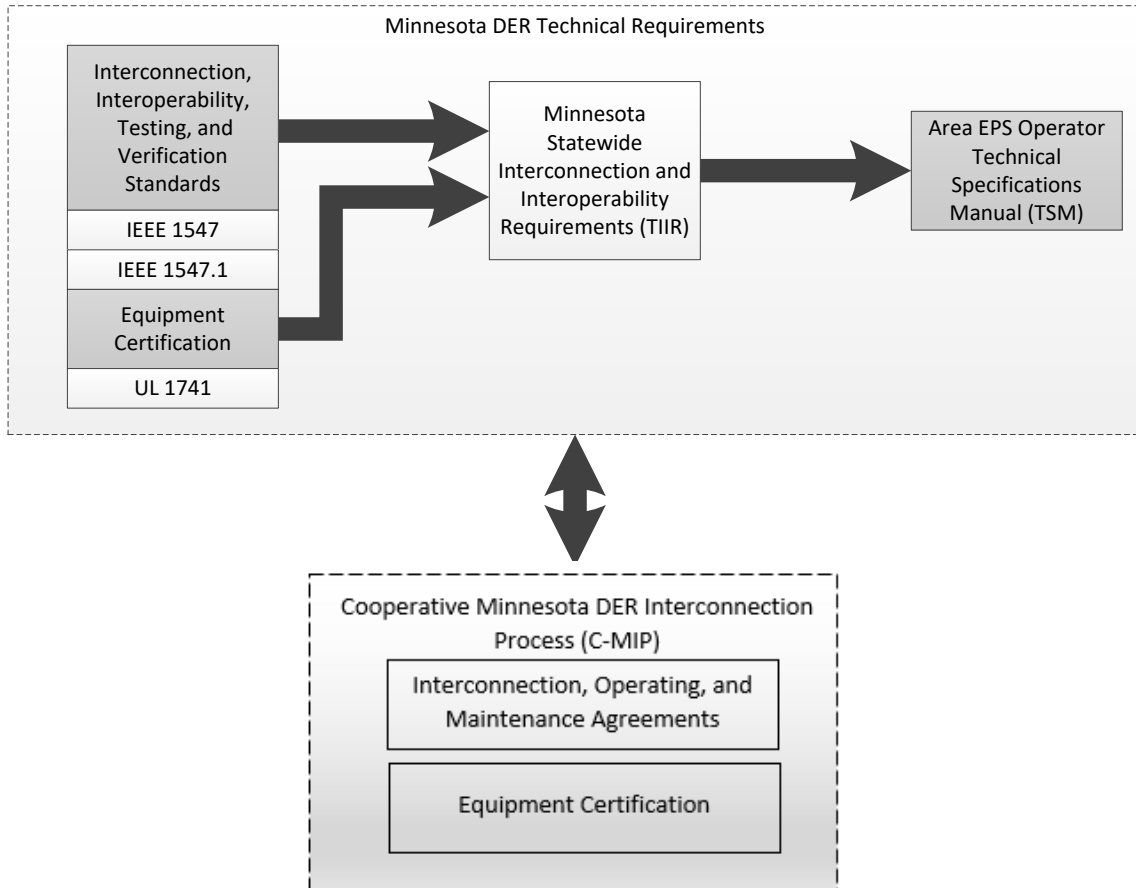 Minnesota DER Technical Requirements
Interconnection,
Interoperability,
Testing, and
Verification
Standards
IEEE 1547
IEEE 1547.1
Equipment
Certification
UL 1741
Minnesota
Statewide
Interconnection and
Interoperability
Requirements (TIIR)
Area EPS Operator
Technical
Specifications
Manual (TSM)
Cooperative Minnesota DER Interconnection
Process (C-MIP)
Interconnection, Operating, and
Maintenance Agreements
Equipment Certification